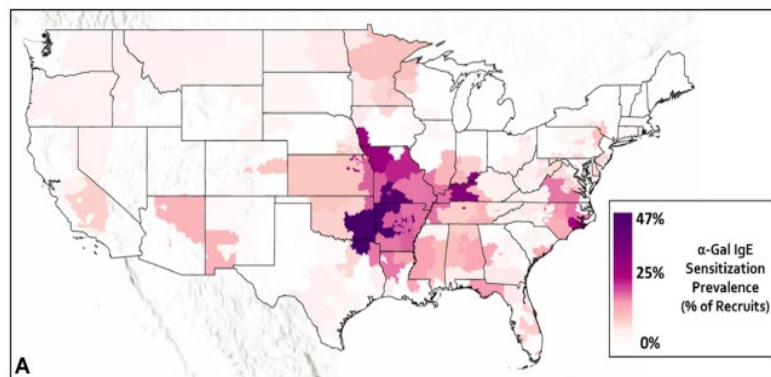 47%
25%
0%
α-Gal IgE
Sensitization
Prevalence
(% of Recruits)
A